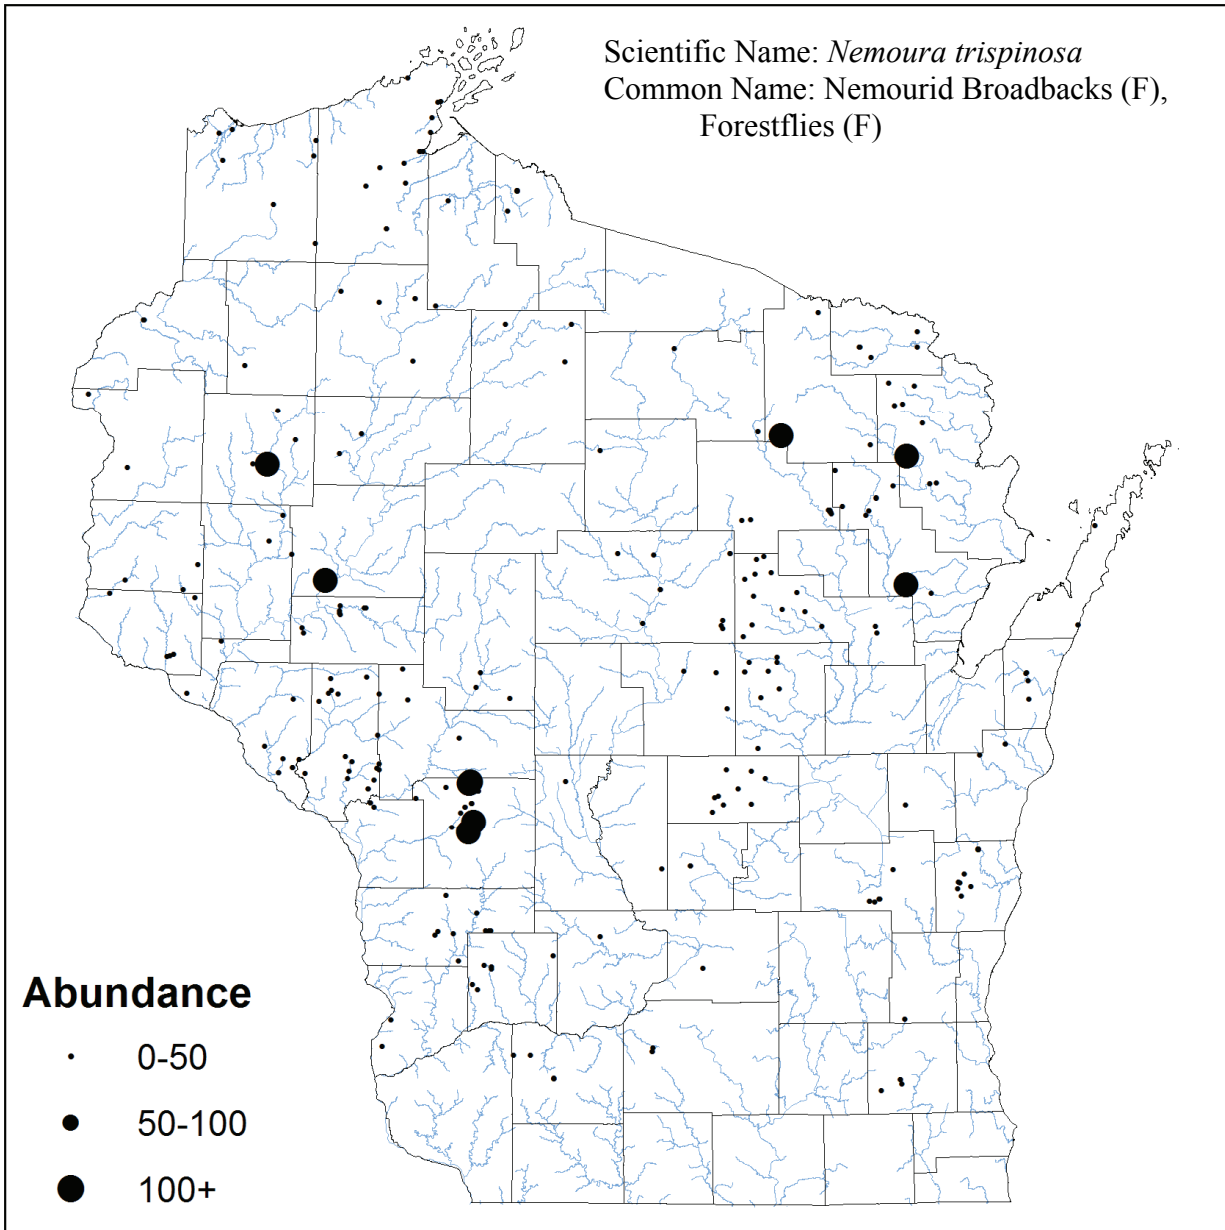 Scientific Name: Nemoura trispinosa
Common Name: Nemourid Broadbacks (F),
Forestflies (F)
Abundance
0-50
50-100
100+